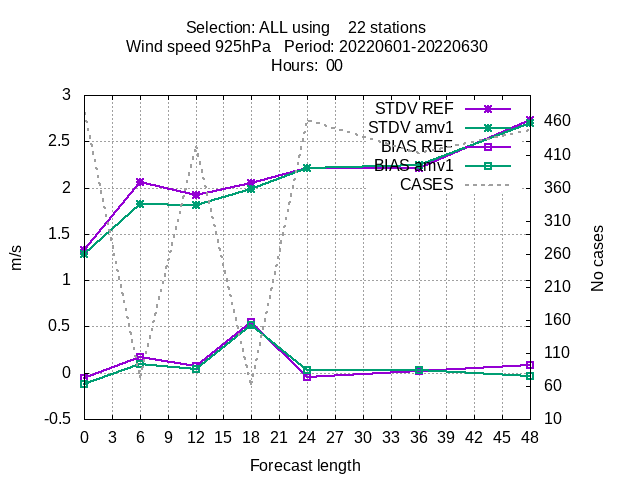 Selection: ALL using 22 stations
Wind speed 925hPa Period: 20220601-20220630
Hours: 00
STDV REF
STDV amv1
BIAS REF
BIAS amv1
CASES
3
2.5
2
1.5
1
0.5
0
-0.5
m/s
460
410
360
310
260
210
160
110
60
10
No cases
0 3 6 9 12 15 18 21 24 27 30 33 36 39 42 45 48
Forecast length